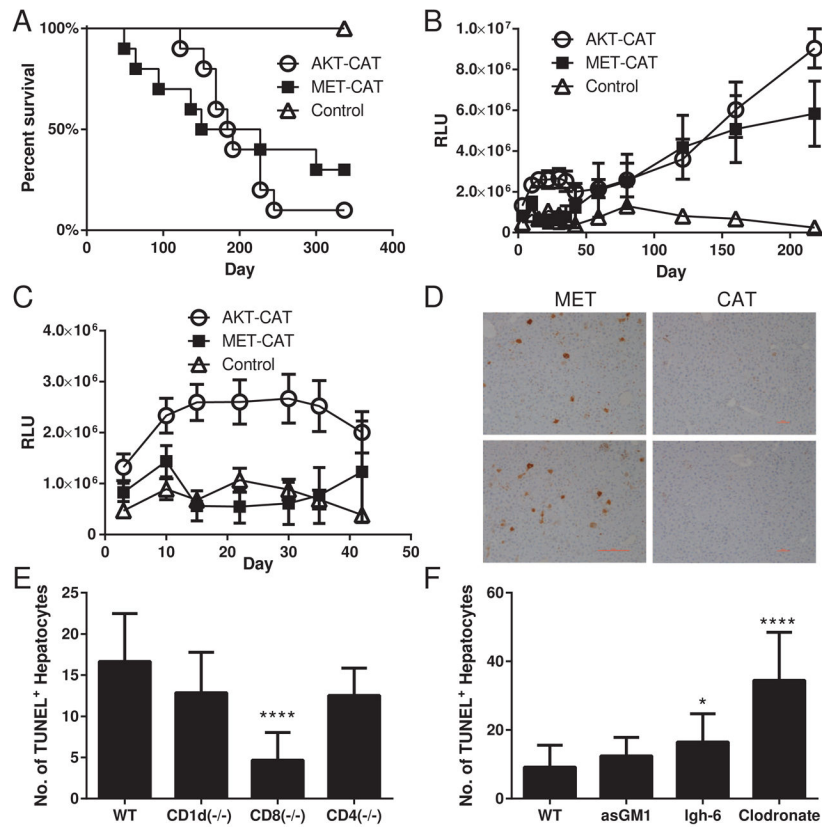 A
100%
50%
0%
Percent survival
AKT-CAT
MET-CAT
Control
0 100 200 300 400
Day
B
1.0×10⁷
8.0×10⁶
6.0×10⁶
4.0×10⁶
2.0×10⁶
0
RLU
AKT-CAT
MET-CAT
Control
0 50 100 150 200
Day
C
4.0×10⁶
3.0×10⁶
2.0×10⁶
1.0×10⁶
0
RLU
AKT-CAT
MET-CAT
Control
0 10 20 30 40 50
Day
D
MET CAT
E
25
20
15
10
5
0
No. of TUNEL⁺ Hepatocytes
****
WT CD1d(-/-) CD8(-/-) CD4(-/-)
F
60
40
20
0
No. of TUNEL⁺ Hepatocytes
*
****
WT asGM1 Igh-6 Clodronate